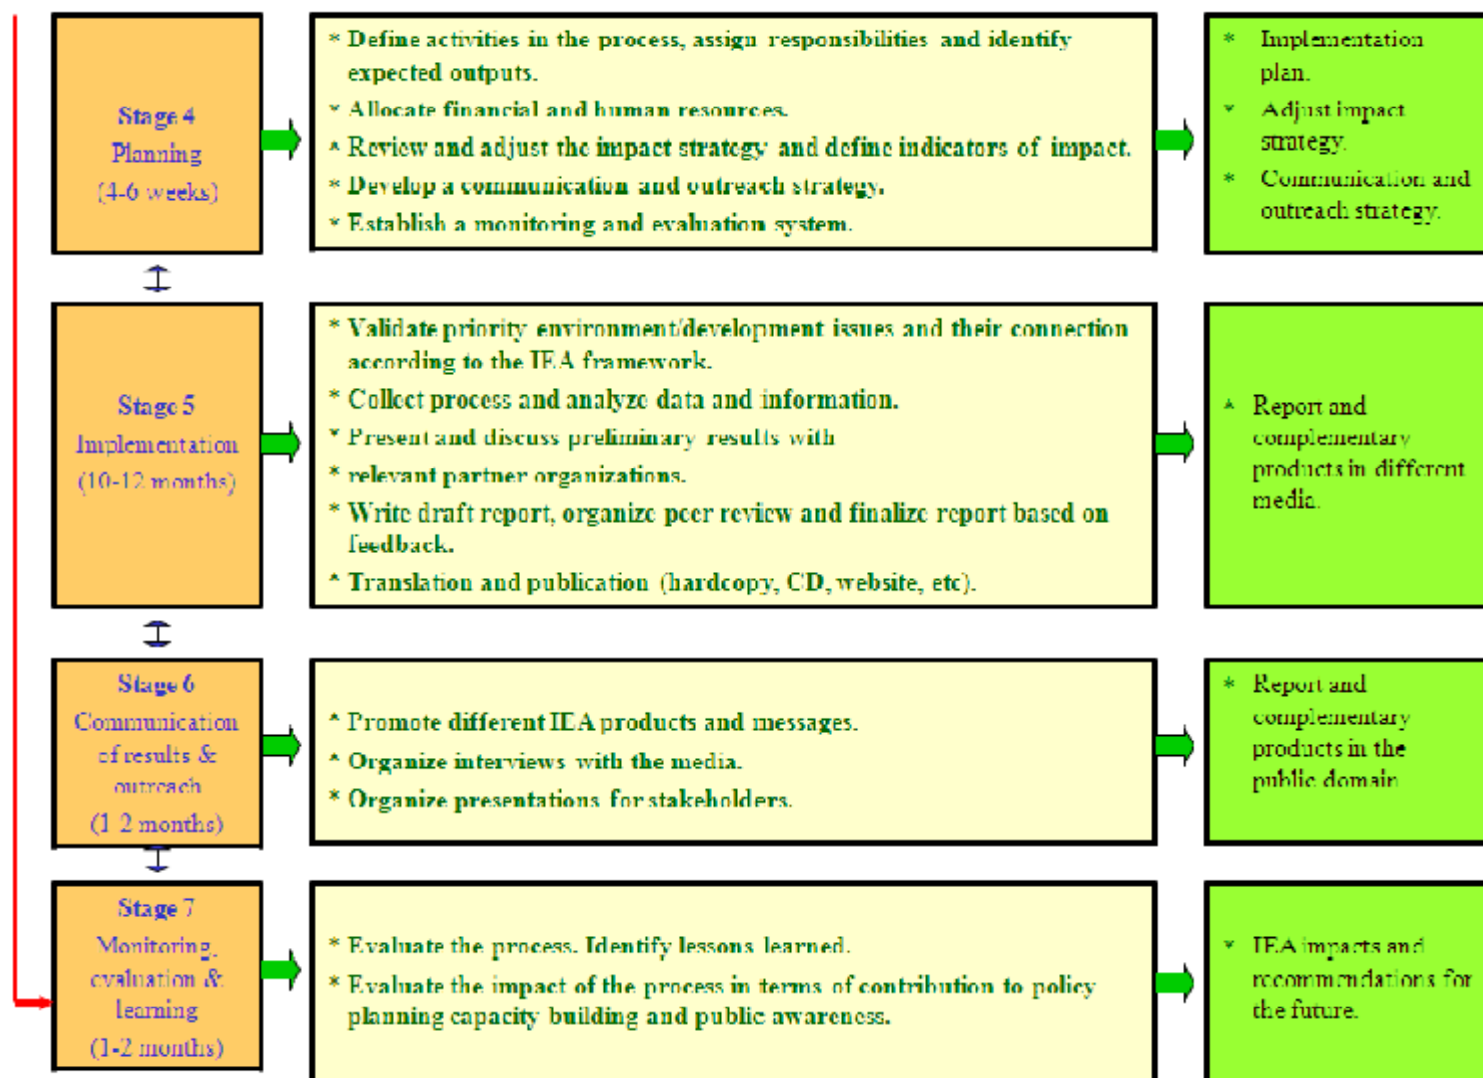 Stage 4
Planning
(4-6 weeks)
* Define activities in the process, assign responsibilities and identify
expected outputs.
* Allocate financial and human resources.
* Review and adjust the impact strategy and define indicators of impact.
* Develop a communication and outreach strategy.
* Establish a monitoring and evaluation system.
* Implementation
plan.
* Adjust impact
strategy.
* Communication and
outreach strategy.
Stage 5
Implementation
(10-12 months)
* Validate priority environment/development issues and their connection
according to the IEA framework.
* Collect process and analyze data and information.
* Present and discuss preliminary results with
* relevant partner organizations.
* Write draft report, organize peer review and finalize report based on
feedback.
* Translation and publication (hardcopy, CD, website, etc).
* Report and
complementary
products in different
media.
Stage 6
Communication
of results &
outreach
(1-2 months)
* Promote different IEA products and messages.
* Organize interviews with the media.
* Organize presentations for stakeholders.
* Report and
complementary
products in the
public domain
Stage 7
Monitoring,
evaluation &
learning
(1-2 months)
* Evaluate the process. Identify lessons learned.
* Evaluate the impact of the process in terms of contribution to policy
planning capacity building and public awareness.
* IEA impacts and
recommendations for
the future.